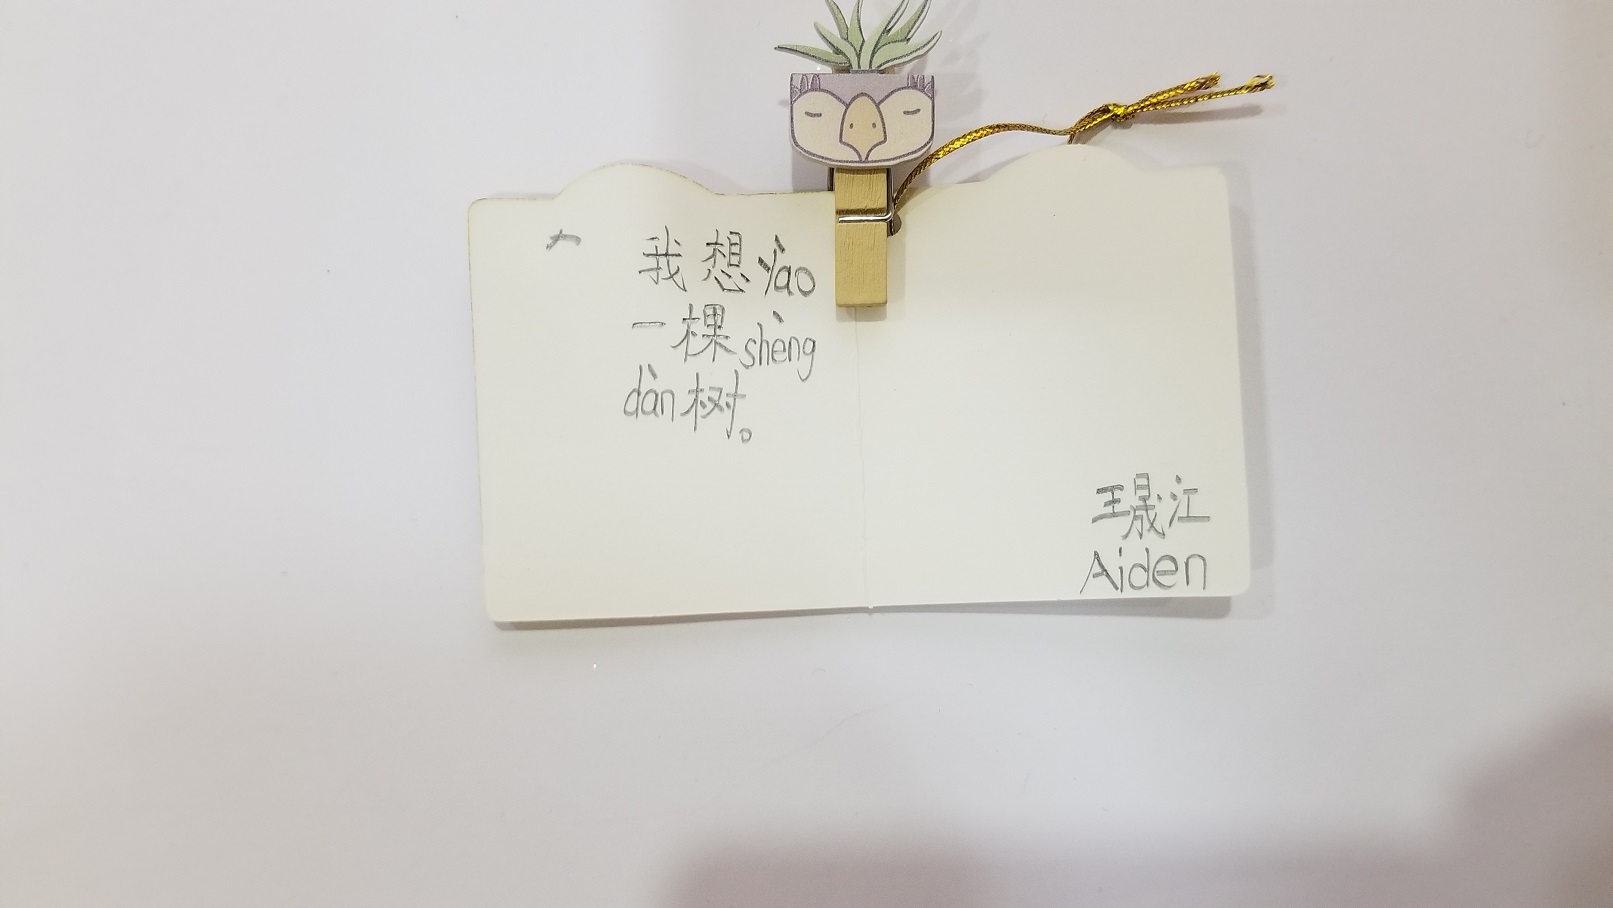 我想yào
一棵shèng
dàn树。
王晟江
Aiden